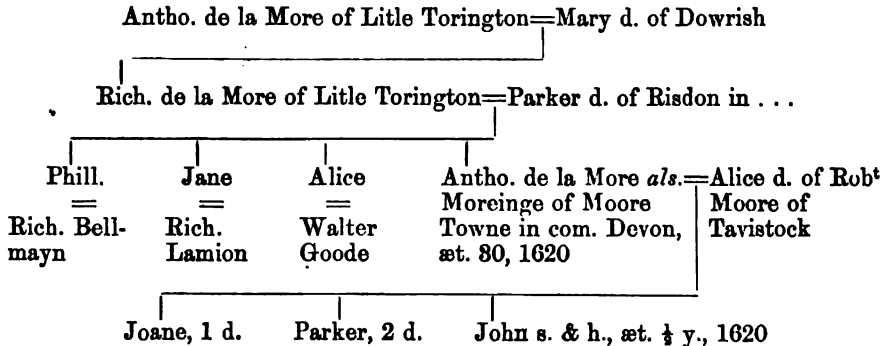 Antho. de la More of Litle Torington=Mary d. of Dowrish
Rich. de la More of Litle Torington=Parker d. of Risdon in . . .
Phill.
=
Rich. Bell-
mayn
Jane
=
Rich.
Lamion
Alice
=
Walter
Goode
Antho. de la More als.=Alice d. of Robt
Moreinge of Moore
Towne in com. Devon,
æt. 80, 1620
Moore of
Tavistock
Joane, 1 d. Parker, 2 d. John s. & h., æt. ½ y., 1620